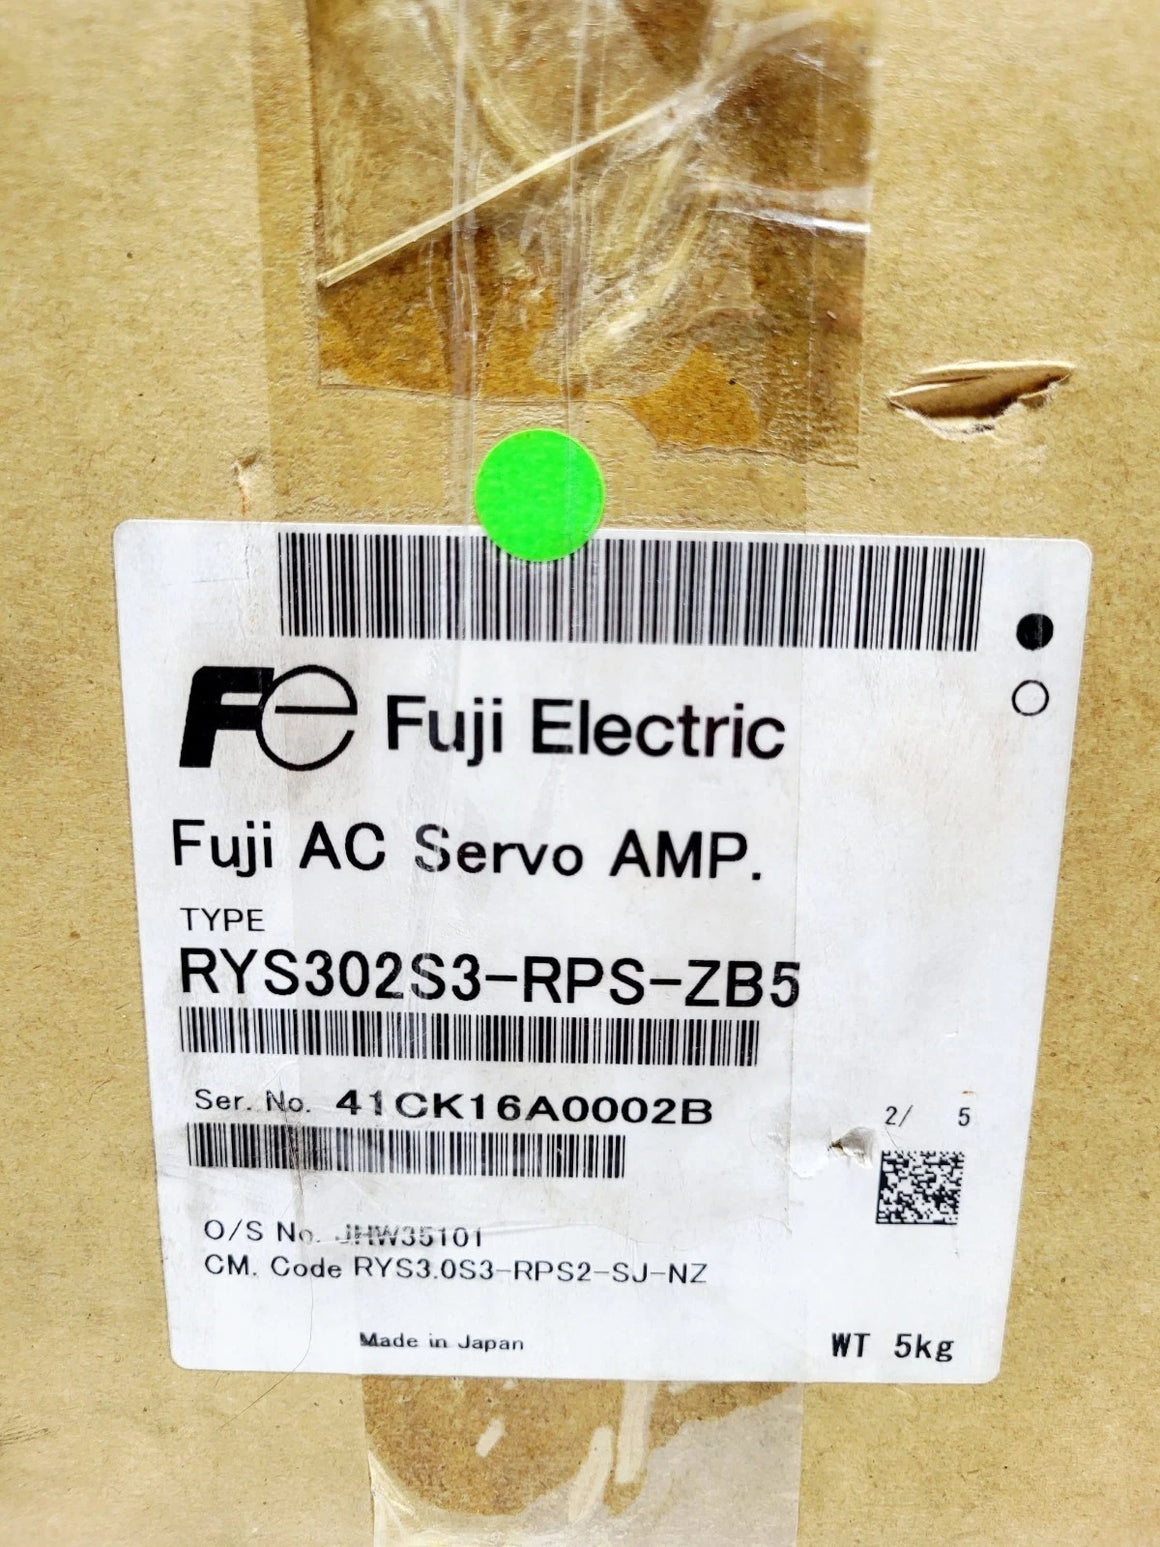 Fe Fuji Electric
Fuji AC Servo AMP.
TYPE
RYS302S3-RPS-ZB5
Ser. No. 41CK16A0002B
2/ 5
O/S No. JHW35101
CM. Code RYS3.0S3-RPS2-SJ-NZ
Made in Japan
WT 5kg